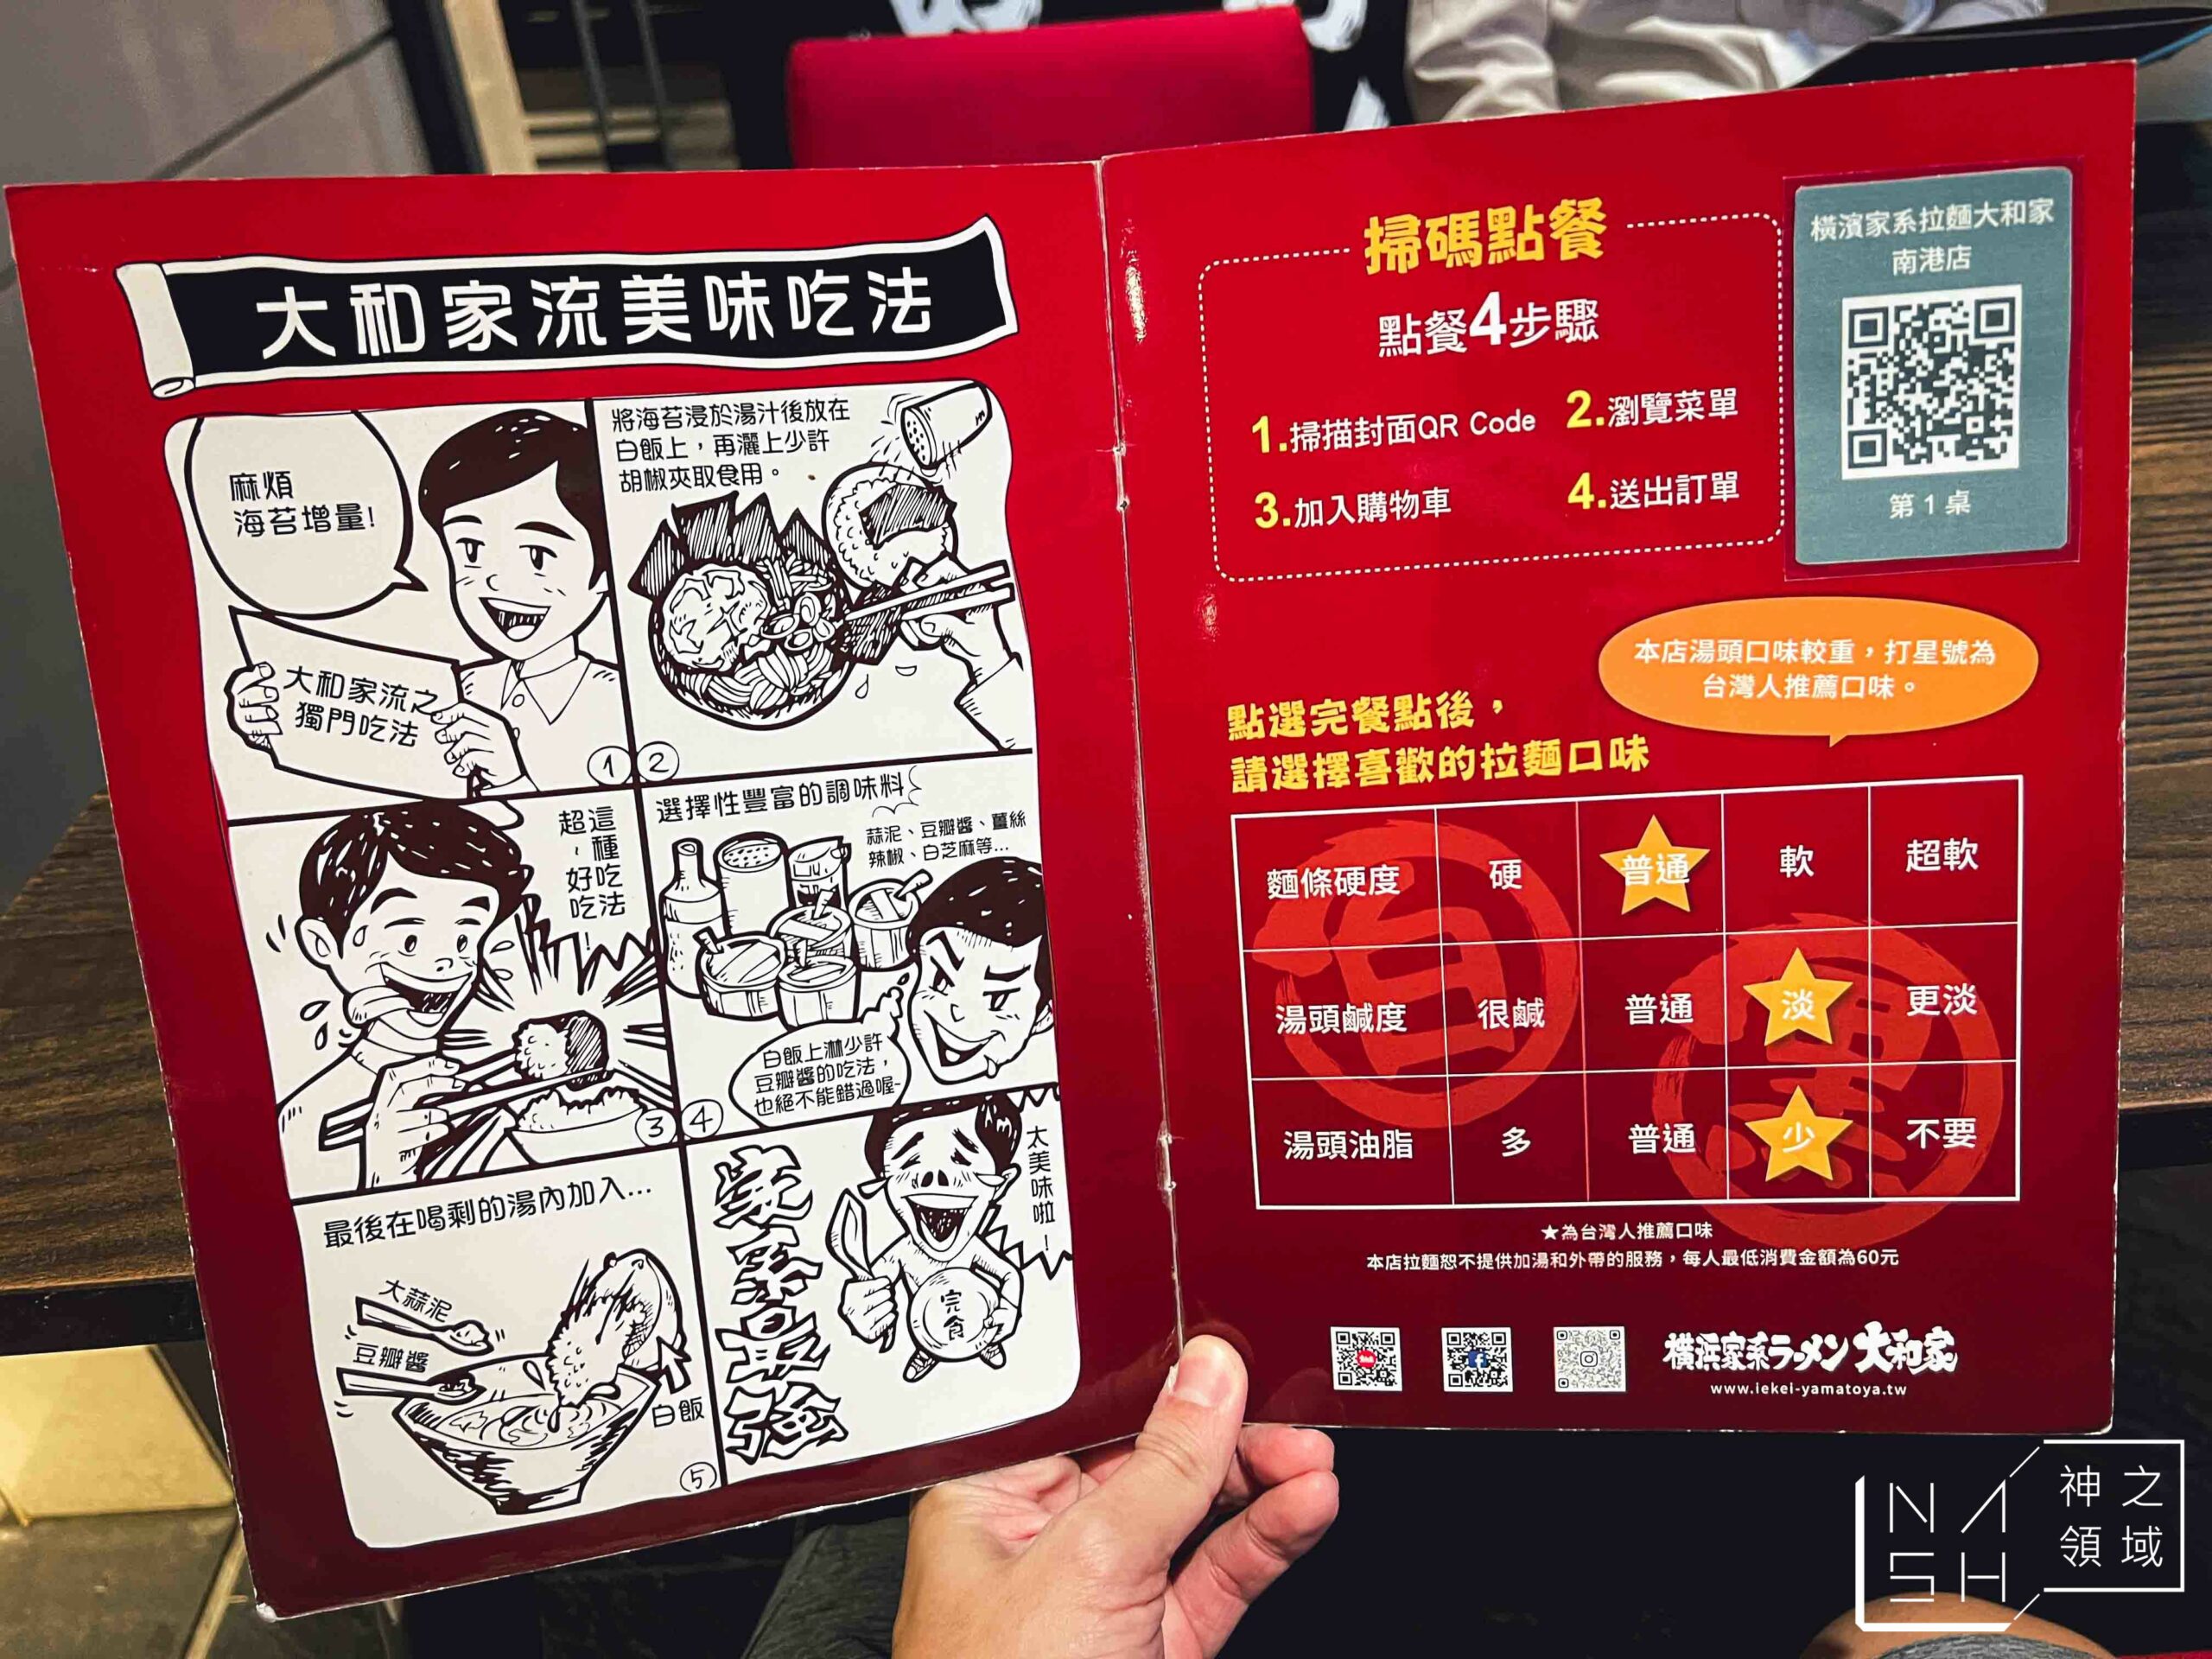 大和家流美味吃法
麻煩
海苔增量!
大和家流之
獨門吃法
1
將海苔浸於湯汁後放在
白飯上，再灑上少許
胡椒夾取食用。
2
這種吃法
超、好吃!
3
選擇性豐富的調味料
蒜泥、豆瓣醬、薑絲
辣椒、白芝麻等...
白飯上淋少許
豆瓣醬的吃法，
也絕不能錯過喔~
4
最後在喝剩的湯內加入...
大蒜泥
豆瓣醬
白飯
5
家系最強
太美味啦!
完食
掃碼點餐
點餐4步驟
1.掃描封面QR Code
2.瀏覽菜單
3.加入購物車
4.送出訂單
橫濱家系拉麵大和家
南港店
第1桌
本店湯頭口味較重，打星號為
台灣人推薦口味。
點選完餐點後，
請選擇喜歡的拉麵口味
麵條硬度 硬 普通 軟 超軟
湯頭鹹度 很鹹 普通 淡 更淡
湯頭油脂 多 普通 少 不要
★為台灣人推薦口味
本店拉麵恕不提供加湯和外帶的服務，每人最低消費金額為60元
横浜家系ラーメン 大和家
www.iekei-yamatoya.tw
NASH
神之
領域